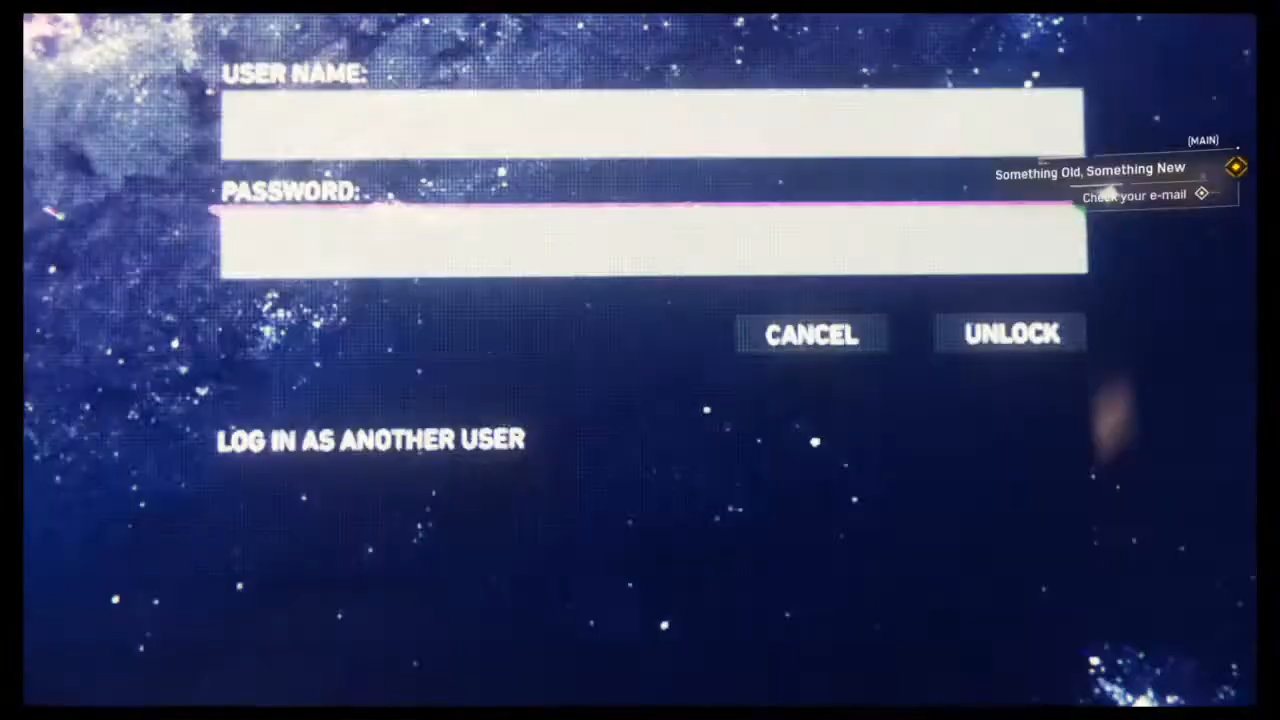 USER NAME:
(MAIN)
Something Old, Something New
PASSWORD:
Check your e-mail
CANCEL
UNLOCK
LOG IN AS ANOTHER USER